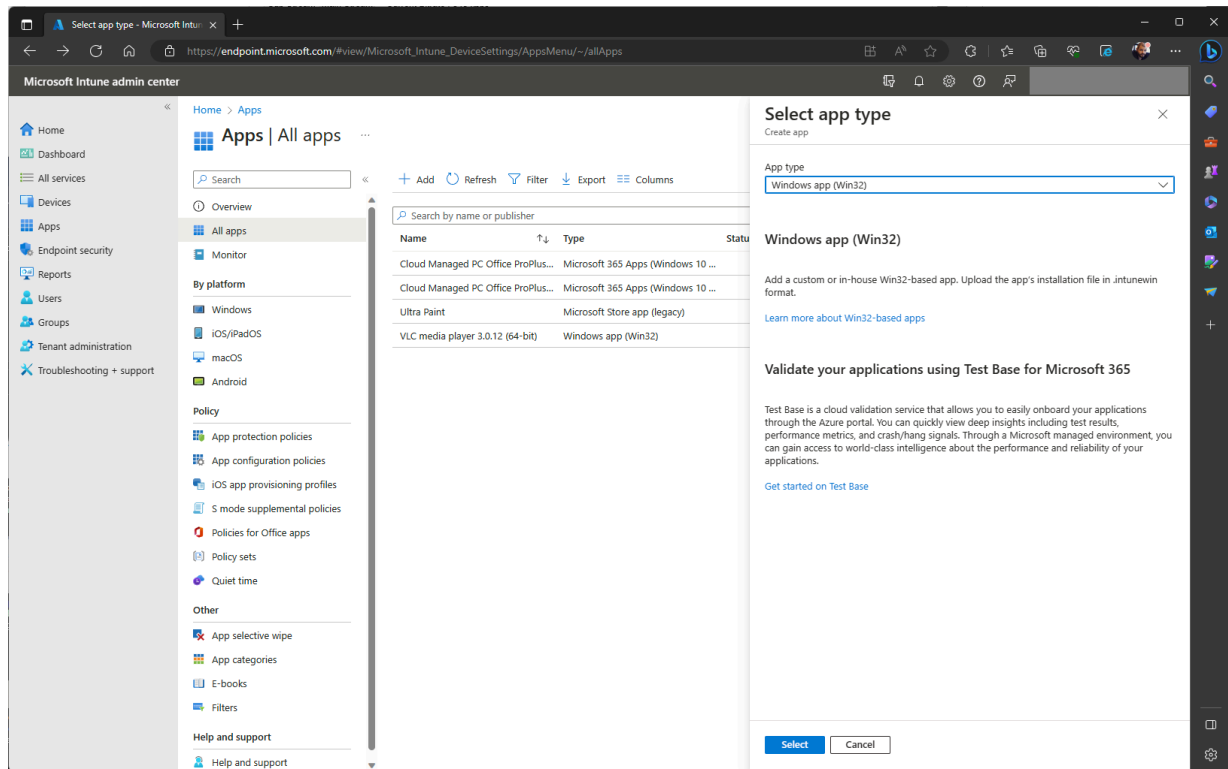 Select app type - Microsoft Intun
https://endpoint.microsoft.com/#view/Microsoft_Intune_DeviceSettings/AppsMenu/~/allApps
Microsoft Intune admin center
Home
Dashboard
All services
Devices
Apps
Endpoint security
Reports
Users
Groups
Tenant administration
Troubleshooting + support
Home > Apps
Apps | All apps
Search
Overview
All apps
Monitor
By platform
Windows
iOS/iPadOS
macOS
Android
Policy
App protection policies
App configuration policies
iOS app provisioning profiles
S mode supplemental policies
Policies for Office apps
Policy sets
Quiet time
Other
App selective wipe
App categories
E-books
Filters
Help and support
Help and support
Add Refresh Filter Export Columns
Search by name or publisher
Name Type Statu
Cloud Managed PC Office ProPlus... Microsoft 365 Apps (Windows 10 ...
Cloud Managed PC Office ProPlus... Microsoft 365 Apps (Windows 10 ...
Ultra Paint Microsoft Store app (legacy)
VLC media player 3.0.12 (64-bit) Windows app (Win32)
Select app type
Create app
App type
Windows app (Win32)
Windows app (Win32)
Add a custom or in-house Win32-based app. Upload the app's installation file in .intunewin
format.
Learn more about Win32-based apps
Validate your applications using Test Base for Microsoft 365
Test Base is a cloud validation service that allows you to easily onboard your applications
through the Azure portal. You can quickly view deep insights including test results,
performance metrics, and crash/hang signals. Through a Microsoft managed environment, you
can gain access to world-class intelligence about the performance and reliability of your
applications.
Get started on Test Base
Select Cancel